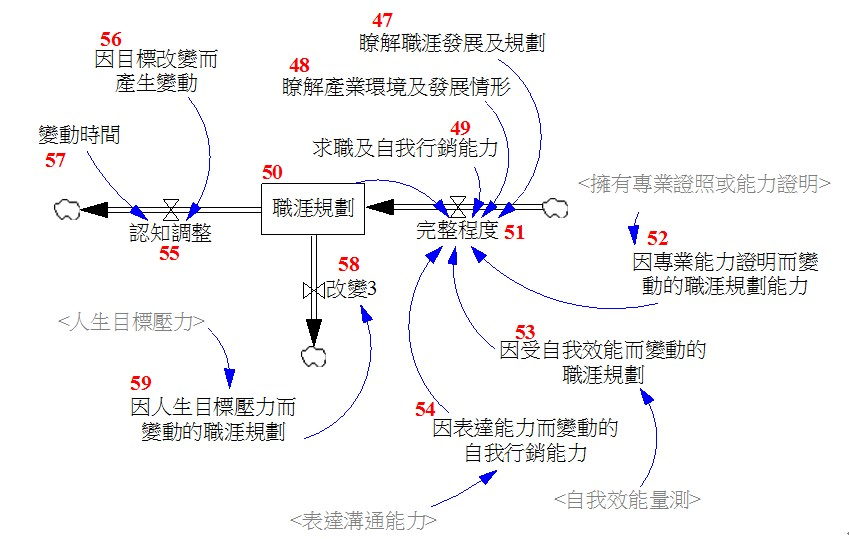 47
瞭解職涯發展及規劃
56
因目標改變而
產生變動
48
瞭解產業環境及發展情形
49
求職及自我行銷能力
變動時間
57
50
職涯規劃
<擁有專業證照或能力證明>
認知調整
55
完整程度 51
52
因專業能力證明而變
動的職涯規劃能力
58
改變3
<人生目標壓力>
53
因受自我效能而變動的
職涯規劃
59
因人生目標壓力而
變動的職涯規劃
54
因表達能力而變動的
自我行銷能力
<自我效能量測>
<表達溝通能力>